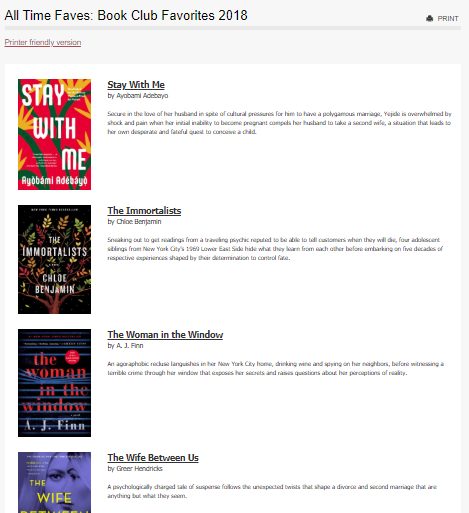 All Time Faves: Book Club Favorites 2018
PRINT
Printer friendly version
STAY
WITH
ME
Ayòbámi Adébáyò
Stay With Me
by Ayobami Adebayo
Secure in the love of her husband in spite of cultural pressures for him to have a polygamous marriage, Yejide is overwhelmed by
shock and pain when her initial inability to become pregnant compels her husband to take a second wife, a situation that leads to
her own desperate and fateful quest to conceive a child.
THE
IMMORTALISTS
CHLOE
BENJAMIN
The Immortalists
by Chloe Benjamin
Sneaking out to get readings from a traveling psychic reputed to be able to tell customers when they will die, four adolescent
siblings from New York City's 1969 Lower East Side hide what they learn from each other before embarking on five decades of
respective experiences shaped by their determination to control fate.
the
woman
in the
window
A. J. Finn
The Woman in the Window
by A. J. Finn
An agoraphobic recluse languishes in her New York City home, drinking wine and spying on her neighbors, before witnessing a
terrible crime through her window that exposes her secrets and raises questions about her perceptions of reality.
THE
WIFE
BETWEEN
The Wife Between Us
by Greer Hendricks
A psychologically charged tale of suspense follows the unexpected twists that shape a divorce and second marriage that are
anything but what they seem.